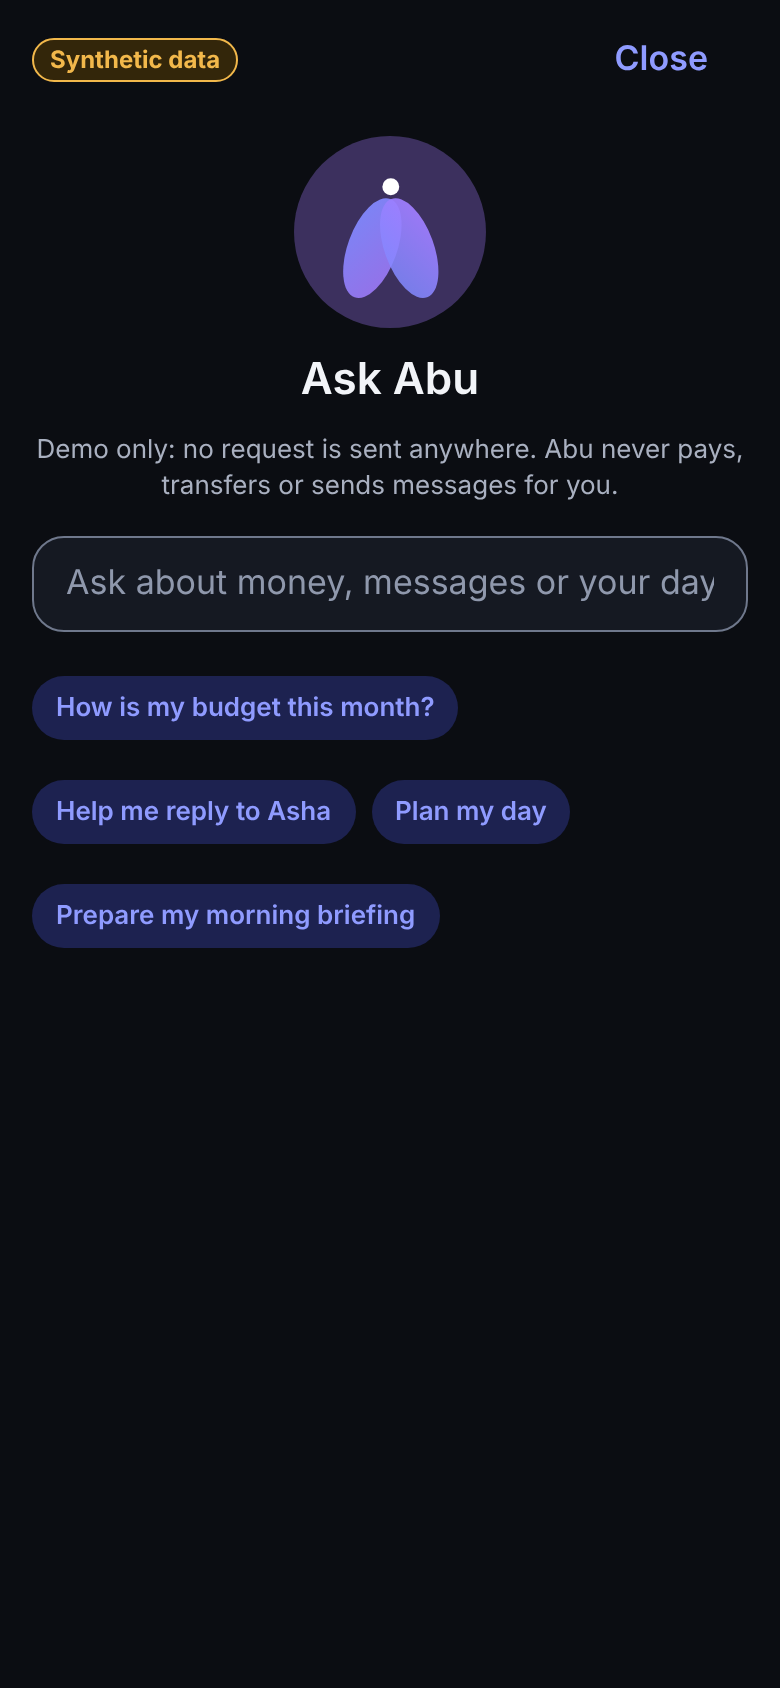 Synthetic data
Close
Ask Abu
Demo only: no request is sent anywhere. Abu never pays,
transfers or sends messages for you.
Ask about money, messages or your day
How is my budget this month?
Help me reply to Asha
Plan my day
Prepare my morning briefing